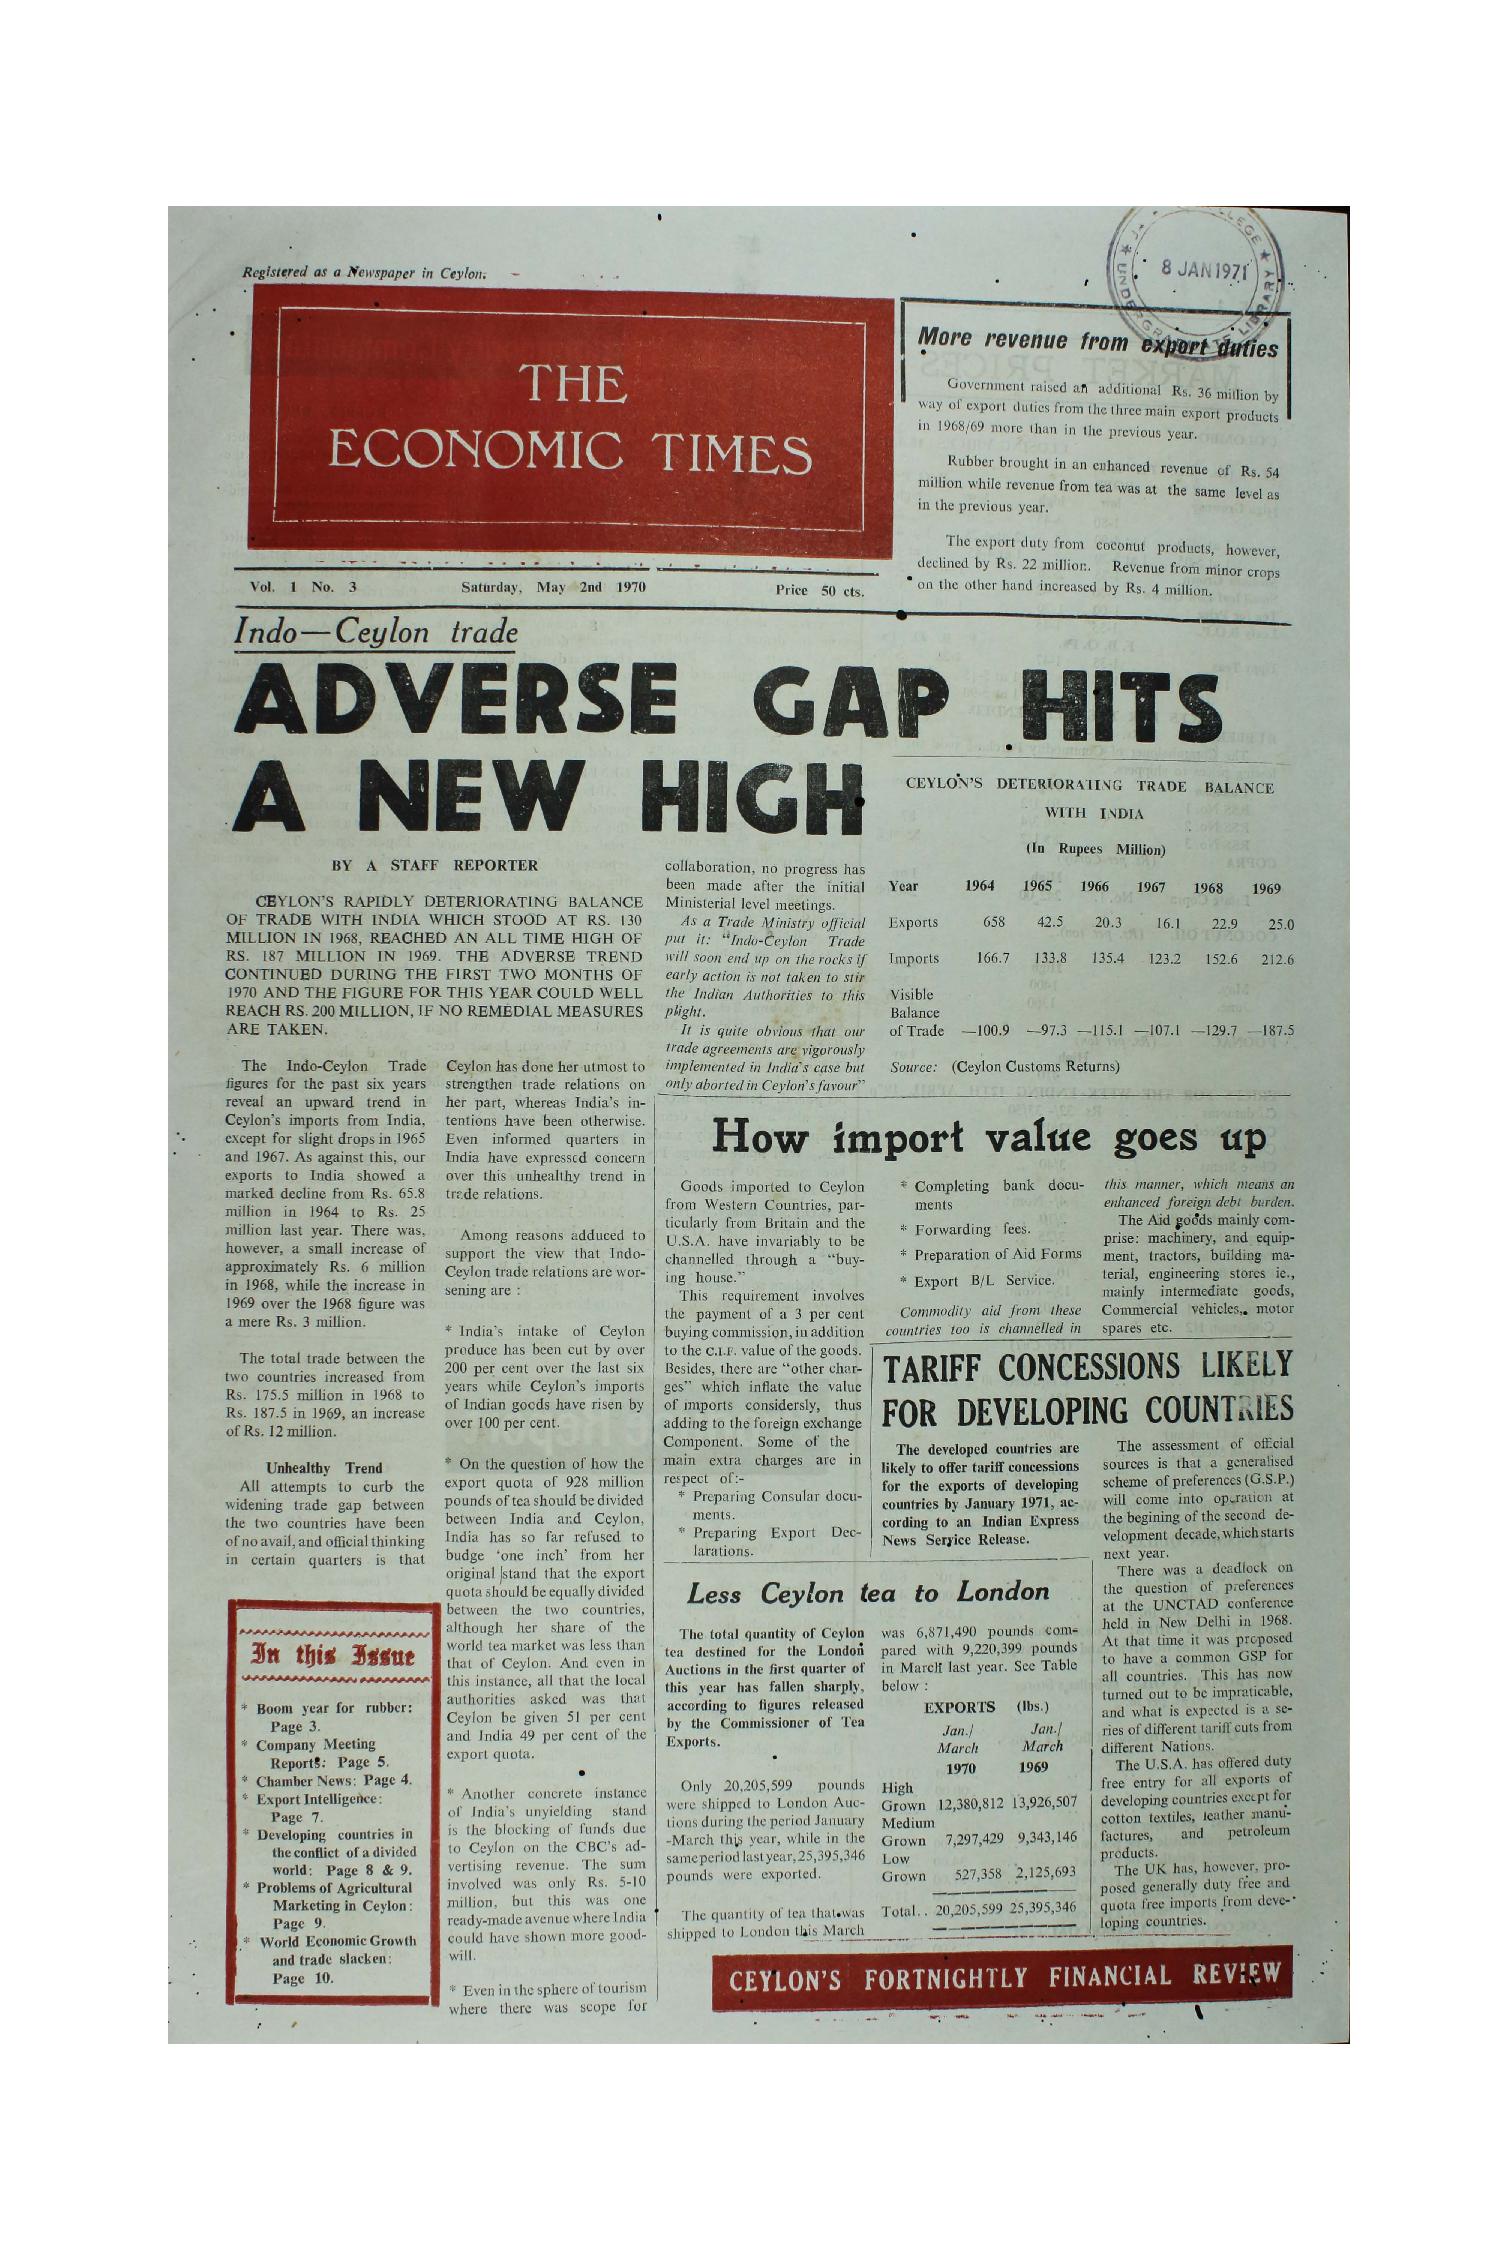 Registered as a Newspaper in Ceylon.
8 JAN 1971
UNDERGRADUATE LIBRARY
THE
ECONOMIC TIMES
Vol. 1 No. 3 Saturday, May 2nd 1970 Price 50 cts.
More revenue from export duties
Government raised an additional Rs. 36 million by
way of export duties from the three main export products
in 1968/69 more than in the previous year.
Rubber brought in an enhanced revenue of Rs. 54
million while revenue from tea was at the same level as
in the previous year.
The export duty from coconut products, however,
declined by Rs. 22 million. Revenue from minor crops
on the other hand increased by Rs. 4 million.
Indo—Ceylon trade
ADVERSE GAP HITS
A NEW HIGH
BY A STAFF REPORTER
CEYLON'S RAPIDLY DETERIORATING BALANCE
OF TRADE WITH INDIA WHICH STOOD AT RS. 130
MILLION IN 1968, REACHED AN ALL TIME HIGH OF
RS. 187 MILLION IN 1969. THE ADVERSE TREND
CONTINUED DURING THE FIRST TWO MONTHS OF
1970 AND THE FIGURE FOR THIS YEAR COULD WELL
REACH RS. 200 MILLION, IF NO REMEDIAL MEASURES
ARE TAKEN.
The Indo-Ceylon Trade
figures for the past six years
reveal an upward trend in
Ceylon's imports from India,
except for slight drops in 1965
and 1967. As against this, our
exports to India showed a
marked decline from Rs. 65.8
million in 1964 to Rs. 25
million last year. There was,
however, a small increase of
approximately Rs. 6 million
in 1968, while the increase in
1969 over the 1968 figure was
a mere Rs. 3 million.
The total trade between the
two countries increased from
Rs. 175.5 million in 1968 to
Rs. 187.5 in 1969, an increase
of Rs. 12 million.
Unhealthy Trend
All attempts to curb the
widening trade gap between
the two countries have been
of no avail, and official thinking
in certain quarters is that
Ceylon has done her utmost to
strengthen trade relations on
her part, whereas India's in-
tentions have been otherwise.
Even informed quarters in
India have expressed concern
over this unhealthy trend in
trade relations.
Among reasons adduced to
support the view that Indo-
Ceylon trade relations are wor-
sening are :
* India's intake of Ceylon
produce has been cut by over
200 per cent over the last six
years while Ceylon's imports
of Indian goods have risen by
over 100 per cent.
* On the question of how the
export quota of 928 million
pounds of tea should be divided
between India and Ceylon,
India has so far refused to
budge 'one inch' from her
original stand that the export
quota should be equally divided
between the two countries,
although her share of the
world tea market was less than
that of Ceylon. And even in
this instance, all that the local
authorities asked was that
Ceylon be given 51 per cent
and India 49 per cent of the
export quota.
* Another concrete instance
of India's unyielding stand
is the blocking of funds due
to Ceylon on the CBC's ad-
vertising revenue. The sum
involved was only Rs. 5-10
million, but this was one
ready-made avenue where India
could have shown more good-
will.
* Even in the sphere of tourism
where there was scope for
collaboration, no progress has
been made after the initial
Ministerial level meetings.
As a Trade Ministry official
put it: "Indo-Ceylon Trade
will soon end up on the rocks if
early action is not taken to stir
the Indian Authorities to this
plight.
It is quite obvious that our
trade agreements are vigorously
implemented in India's case but
only aborted in Ceylon's favour"
CEYLON'S DETERIORATING TRADE BALANCE
WITH INDIA
(In Rupees Million)
Year 1964 1965 1966 1967 1968 1969
Exports 658 42.5 20.3 16.1 22.9 25.0
Imports 166.7 133.8 135.4 123.2 152.6 212.6
Visible
Balance
of Trade —100.9 —97.3 —115.1 —107.1 —129.7 —187.5
Source: (Ceylon Customs Returns)
How import value goes up
Goods imported to Ceylon
from Western Countries, par-
ticularly from Britain and the
U.S.A. have invariably to be
channelled through a "buy-
ing house."
This requirement involves
the payment of a 3 per cent
buying commission, in addition
to the C.I.F. value of the goods.
Besides, there are "other char-
ges" which inflate the value
of imports considersly, thus
adding to the foreign exchange
Component. Some of the
main extra charges are in
respect of:-
* Preparing Consular docu-
ments.
* Preparing Export Dec-
larations.
* Completing bank docu-
ments
* Forwarding fees.
* Preparation of Aid Forms
* Export B/L Service.
Commodity aid from these
countries too is channelled in
this manner, which means an
enhanced foreign debt burden.
The Aid goods mainly com-
prise: machinery, and equip-
ment, tractors, building ma-
terial, engineering stores ie.,
mainly intermediate goods,
Commercial vehicles,. motor
spares etc.
TARIFF CONCESSIONS LIKELY
FOR DEVELOPING COUNTRIES
The developed countries are
likely to offer tariff concessions
for the exports of developing
countries by January 1971, ac-
cording to an Indian Express
News Service Release.
The assessment of official
sources is that a generalised
scheme of preferences (G.S.P.)
will come into operation at
the begining of the second de-
velopment decade, which starts
next year.
There was a deadlock on
the question of preferences
at the UNCTAD conference
held in New Delhi in 1968.
At that time it was proposed
to have a common GSP for
all countries. This has now
turned out to be impraticable,
and what is expected is a se-
ries of different tariff cuts from
different Nations.
The U.S.A. has offered duty
free entry for all exports of
developing countries except for
cotton textiles, leather manu-
factures, and petroleum
products.
The UK has, however, pro-
posed generally duty free and
quota free imports from deve-
loping countries.
Less Ceylon tea to London
The total quantity of Ceylon
tea destined for the London
Auctions in the first quarter of
this year has fallen sharply,
according to figures released
by the Commissioner of Tea
Exports.
Only 20,205,599 pounds
were shipped to London Auc-
tions during the period January
-March this year, while in the
same period last year, 25,395,346
pounds were exported.
The quantity of tea that was
shipped to London this March
was 6,871,490 pounds com-
pared with 9,220,399 pounds
in March last year. See Table
below :
EXPORTS (lbs.)
Jan./ Jan./
March March
1970 1969
High
Grown 12,380,812 13,926,507
Medium
Grown 7,297,429 9,343,146
Low
Grown 527,358 2,125,693
Total.. 20,205,599 25,395,346
In this Issue
* Boom year for rubber:
Page 3.
* Company Meeting
Reports: Page 5.
* Chamber News: Page 4.
* Export Intelligence:
Page 7.
* Developing countries in
the conflict of a divided
world: Page 8 & 9.
* Problems of Agricultural
Marketing in Ceylon:
Page 9.
* World Economic Growth
and trade slacken:
Page 10.
CEYLON'S FORTNIGHTLY FINANCIAL REVIEW